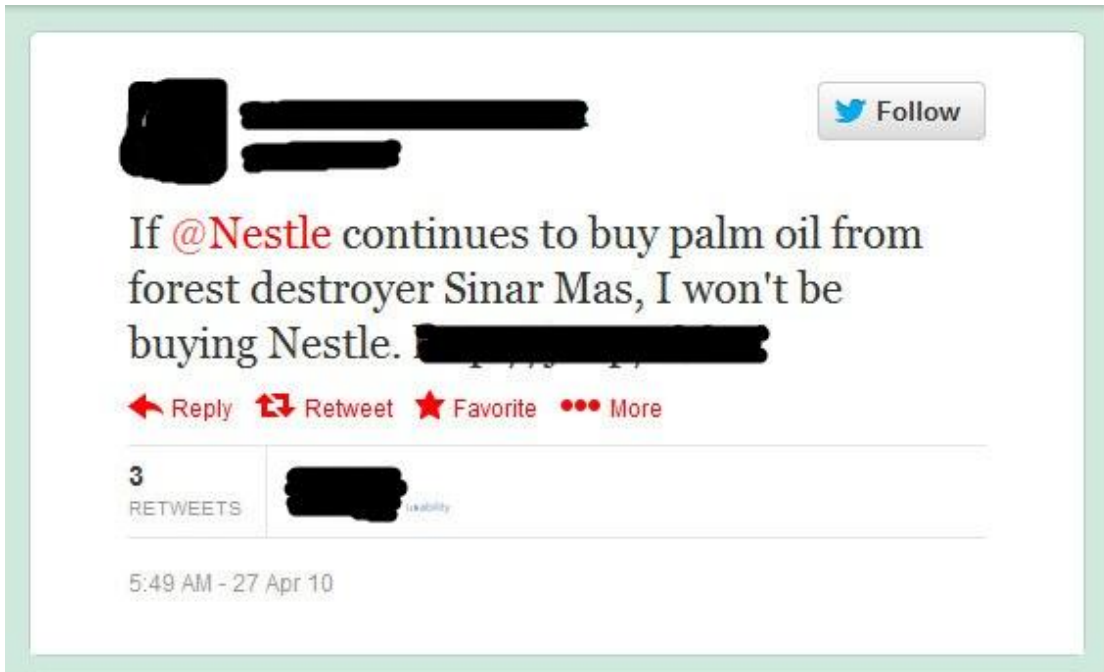 Follow
If @Nestle continues to buy palm oil from
forest destroyer Sinar Mas, I won't be
buying Nestle.
Reply Retweet Favorite More
3
RETWEETS
usability
5:49 AM - 27 Apr 10